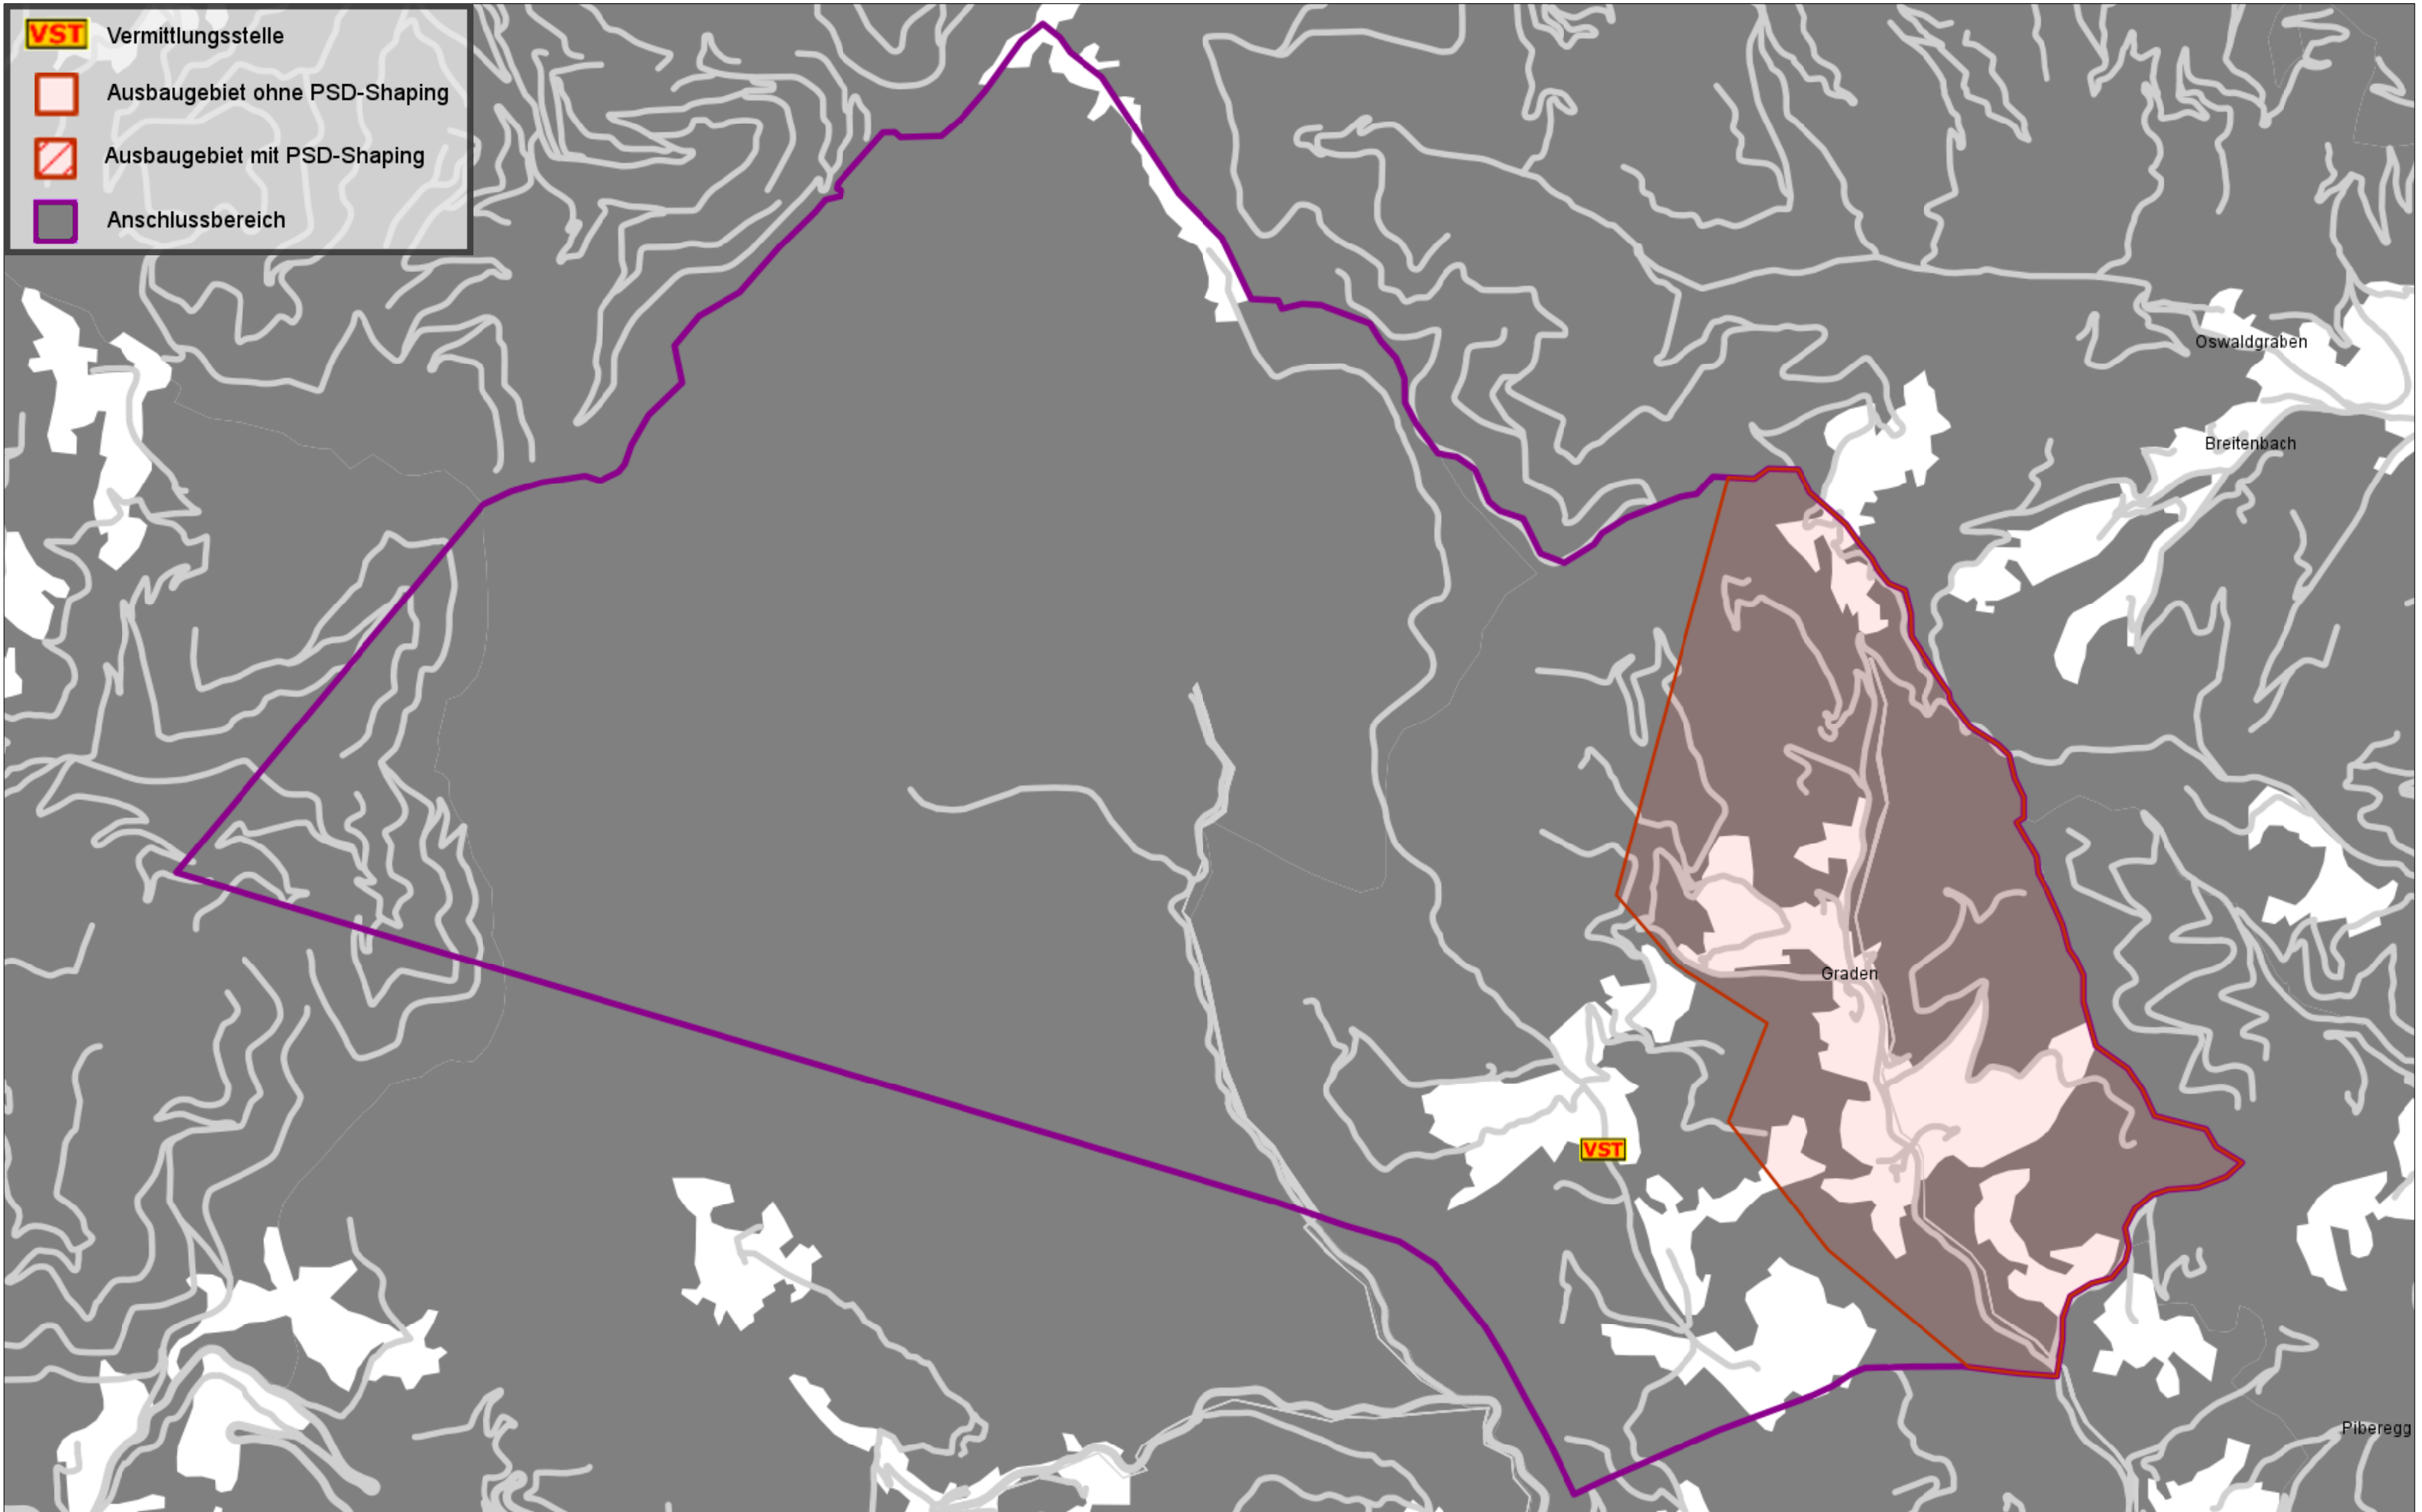 VST Vermittlungsstelle
Ausbaugebiet ohne PSD-Shaping
Ausbaugebiet mit PSD-Shaping
Anschlussbereich
Oswaldgraben
Breitenbach
Graden
VST
Piberegg